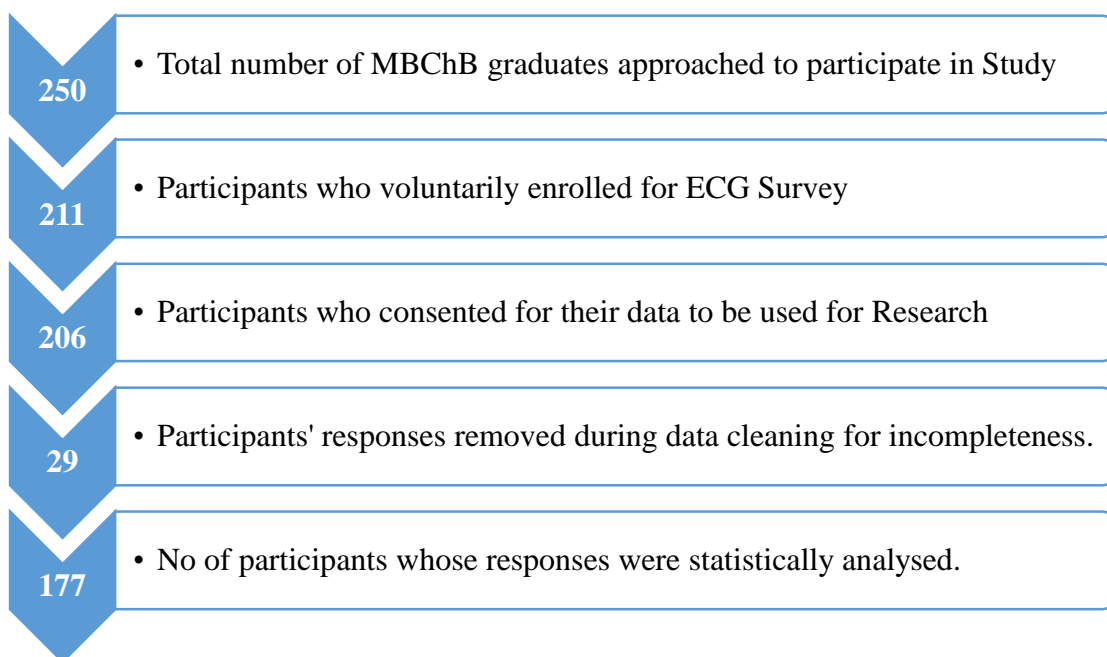 250
• Total number of MBChB graduates approached to participate in Study
211
• Participants who voluntarily enrolled for ECG Survey
206
• Participants who consented for their data to be used for Research
29
• Participants' responses removed during data cleaning for incompleteness.
177
• No of participants whose responses were statistically analysed.